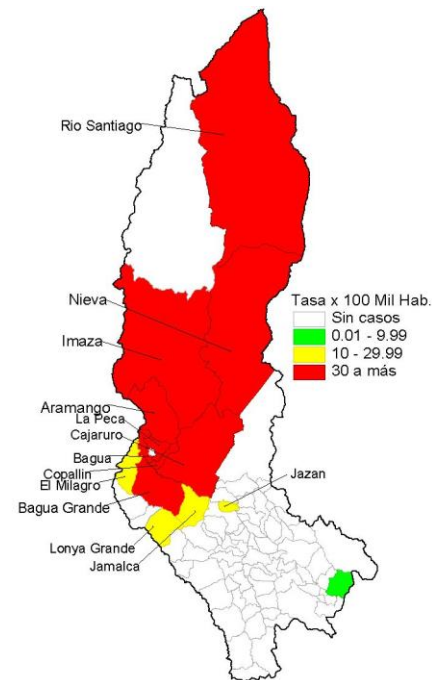 Rio Santiago
Nieva
Imaza
Aramango
La Peca
Cajaruro
Bagua
Copallin
El Milagro
Bagua Grande
Lonya Grande
Jamalca
Jazan
Tasa x 100 Mil Hab.
Sin casos
0.01 - 9.99
10 - 29.99
30 a más